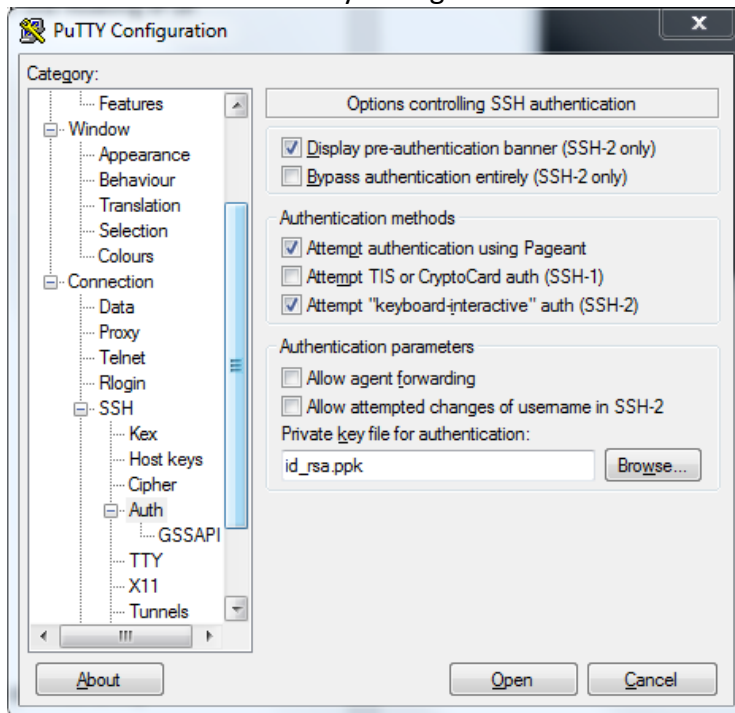 PuTTY Configuration
x
Category:
Features
Window
Appearance
Behaviour
Translation
Selection
Colours
Connection
Data
Proxy
Telnet
Rlogin
SSH
Kex
Host keys
Cipher
Auth
GSSAPI
TTY
X11
Tunnels
Options controlling SSH authentication
Display pre-authentication banner (SSH-2 only)
Bypass authentication entirely (SSH-2 only)
Authentication methods
Attempt authentication using Pageant
Attempt TIS or CryptoCard auth (SSH-1)
Attempt "keyboard-interactive" auth (SSH-2)
Authentication parameters
Allow agent forwarding
Allow attempted changes of username in SSH-2
Private key file for authentication:
id_rsa.ppk
Browse...
About
Open
Cancel